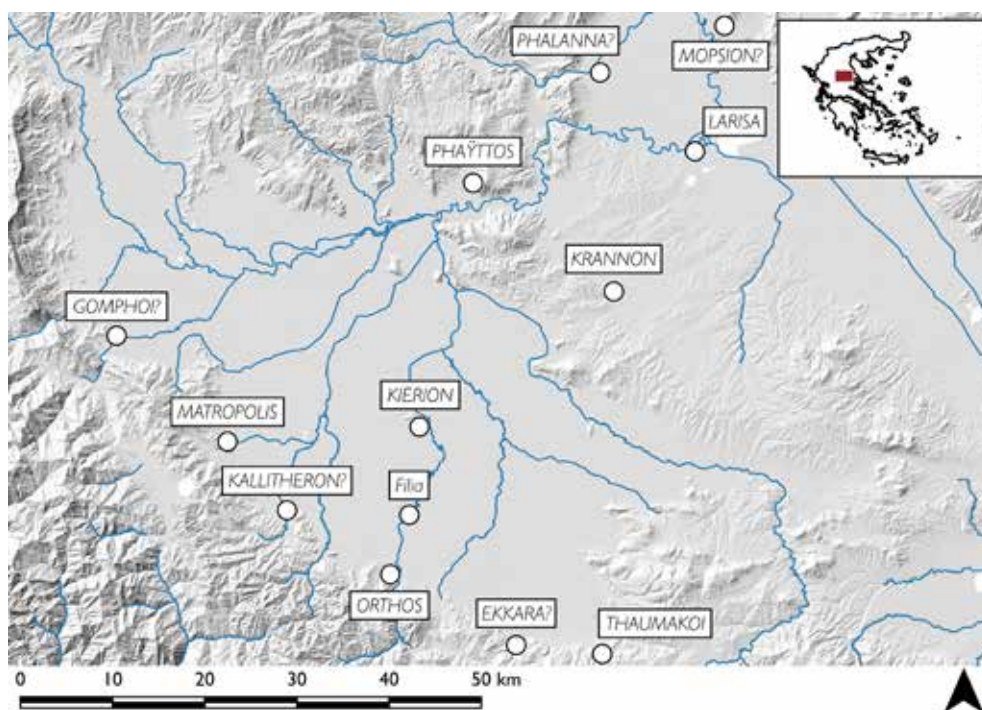 PHALANNA?
MOPSION?
LARISA
PHAŸTTOS
KRANNON
GOMPHOI?
KIERION
MATROPOLIS
KALLITHERON?
Filia
ORTHOS
EKKARA?
THAUMAKOI
0 10 20 30 40 50 km